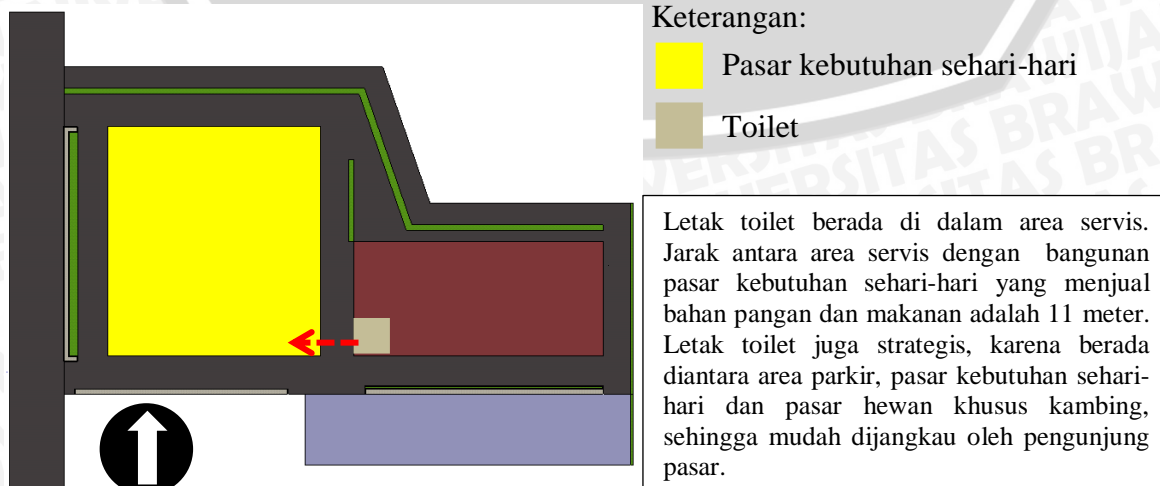 Keterangan:
Pasar kebutuhan sehari-hari
Toilet
Letak toilet berada di dalam area servis.
Jarak antara area servis dengan bangunan
pasar kebutuhan sehari-hari yang menjual
bahan pangan dan makanan adalah 11 meter.
Letak toilet juga strategis, karena berada
diantara area parkir, pasar kebutuhan sehari-
hari dan pasar hewan khusus kambing,
sehingga mudah dijangkau oleh pengunjung
pasar.